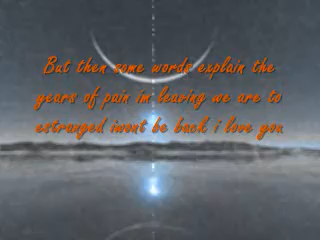 But then some words explain the
years of pain im leaving we are to
estranged iwont be back i love you